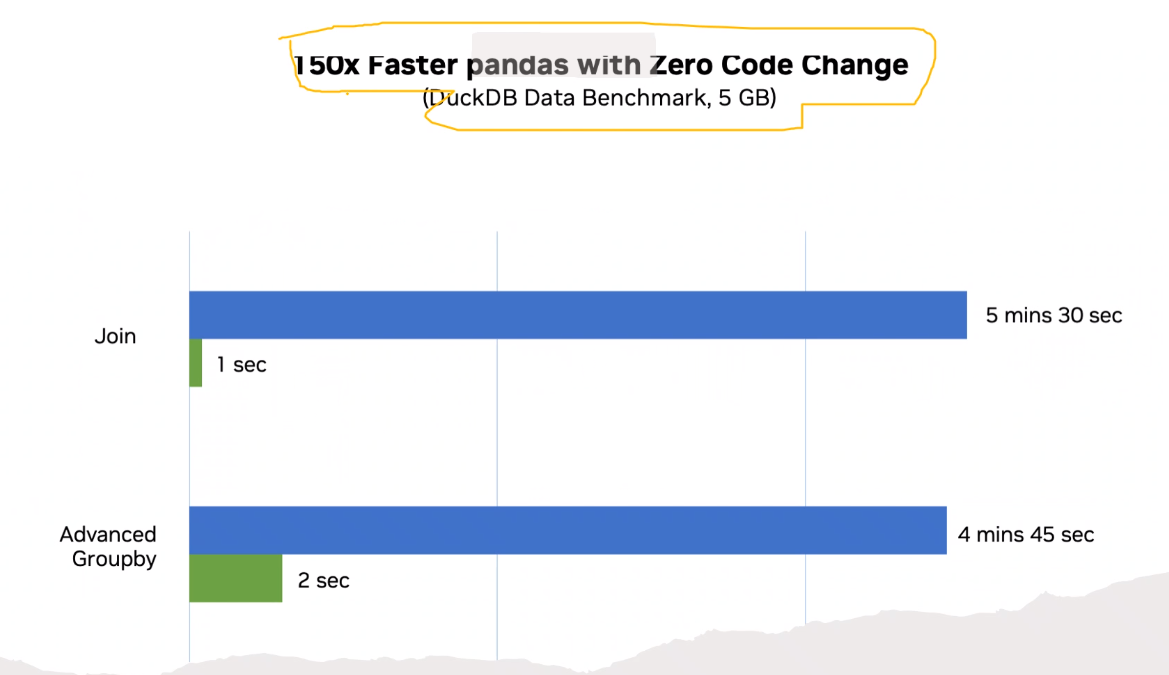 150x Faster pandas with Zero Code Change
(DuckDB Data Benchmark, 5 GB)
Join
5 mins 30 sec
1 sec
Advanced
Groupby
4 mins 45 sec
2 sec